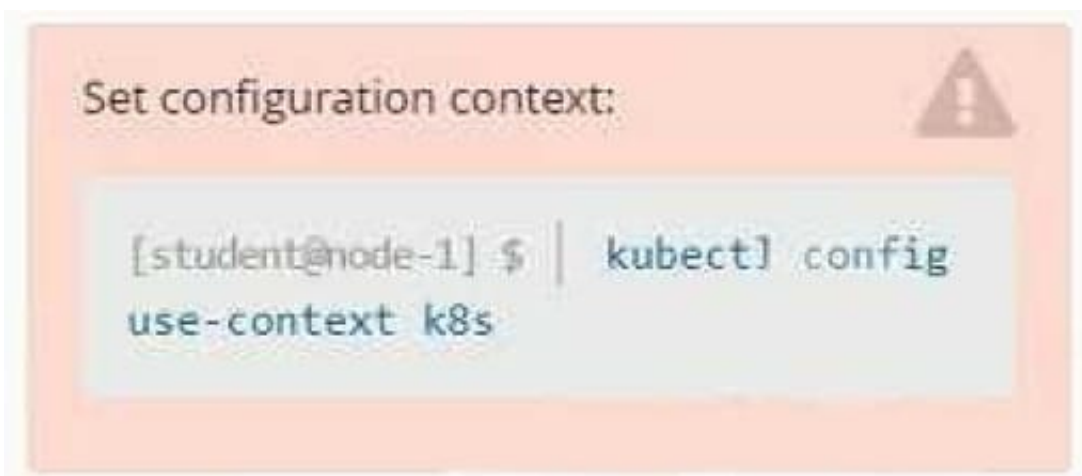 Set configuration context:
[student@node-1] $ | kubectl config
use-context k8s